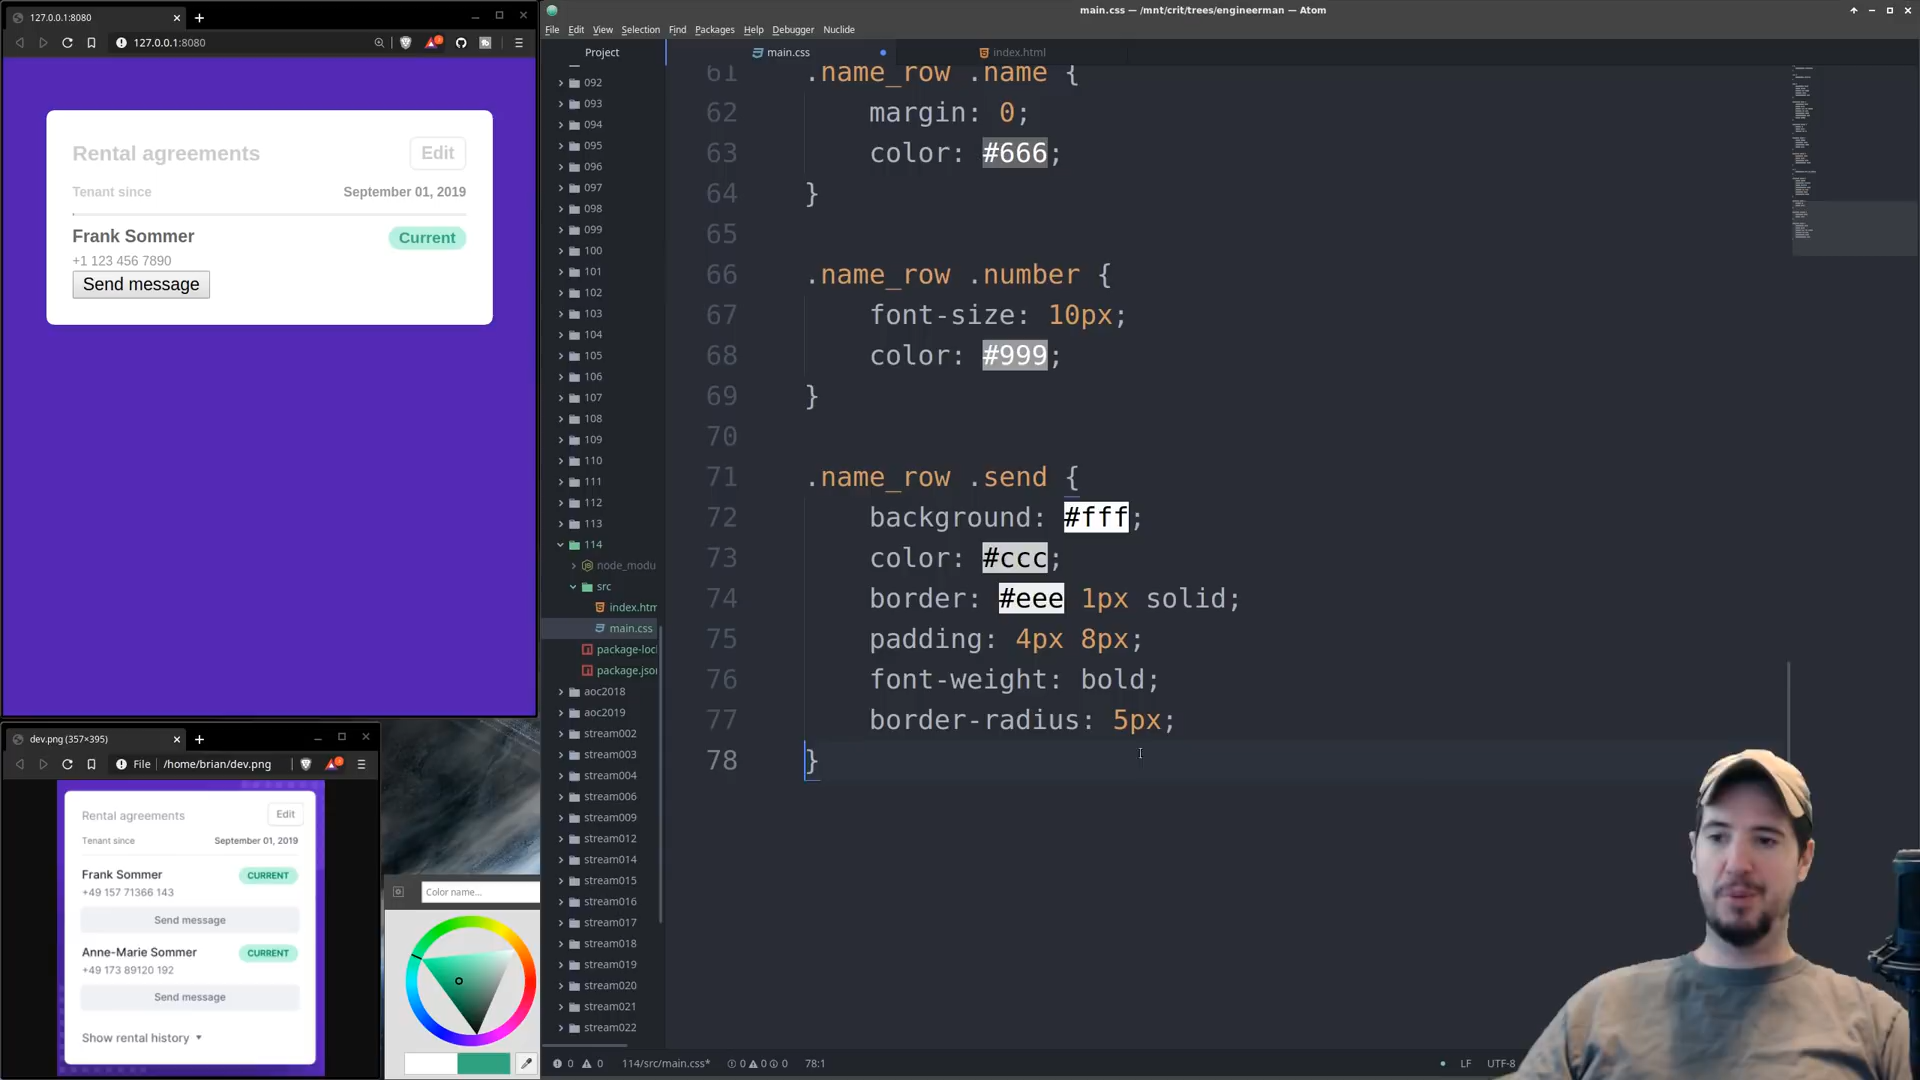 127.0.0.1:8080
127.0.0.1:8080
Rental agreements
Edit
Tenant since
September 01, 2019
Frank Sommer
Current
+1 123 456 7890
Send message
dev.png (357×395)
File
/home/brian/dev.png
Rental agreements
Edit
Tenant since
September 01, 2019
Frank Sommer
CURRENT
+49 157 71366 143
Send message
Anne-Marie Sommer
CURRENT
+49 173 89120 192
Send message
Show rental history
Color name...
main.css — /mnt/crit/trees/engineerman — Atom
File Edit View Selection Find Packages Help Debugger Nuclide
Project
main.css
index.html
092
093
094
095
096
097
098
099
100
101
102
103
104
105
106
107
108
109
110
111
112
113
114
node_modu
src
index.htm
main.css
package-loc
package.jso
aoc2018
aoc2019
stream002
stream003
stream004
stream006
stream009
stream012
stream014
stream015
stream016
stream017
stream018
stream019
stream020
stream021
stream022
61 .name_row .name {
62 margin: 0;
63 color: #666;
64 }
65
66 .name_row .number {
67 font-size: 10px;
68 color: #999;
69 }
70
71 .name_row .send {
72 background: #fff;
73 color: #ccc;
74 border: #eee 1px solid;
75 padding: 4px 8px;
76 font-weight: bold;
77 border-radius: 5px;
78 }
0 0 114/src/main.css* 0 0 0 78:1
LF UTF-8